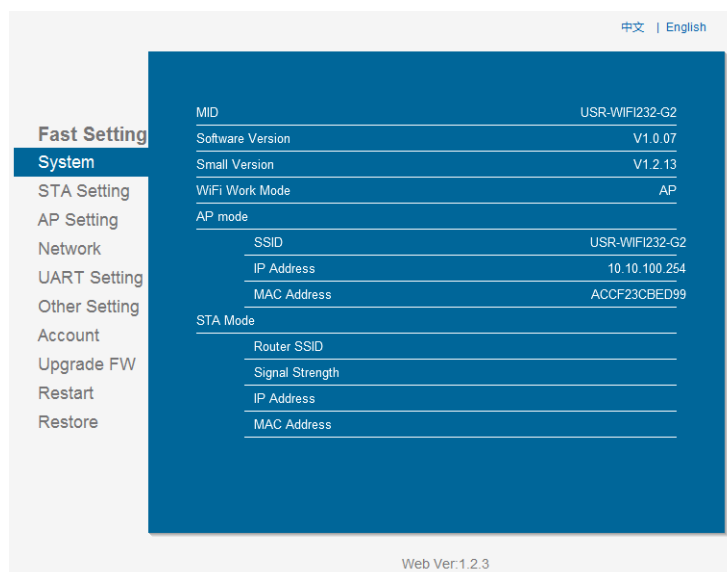 中文 | English
Fast Setting
System
STA Setting
AP Setting
Network
UART Setting
Other Setting
Account
Upgrade FW
Restart
Restore
MID USR-WIFI232-G2
Software Version V1.0.07
Small Version V1.2.13
WiFi Work Mode AP
AP mode
SSID USR-WIFI232-G2
IP Address 10.10.100.254
MAC Address ACCF23CBED99
STA Mode
Router SSID
Signal Strength
IP Address
MAC Address
Web Ver:1.2.3